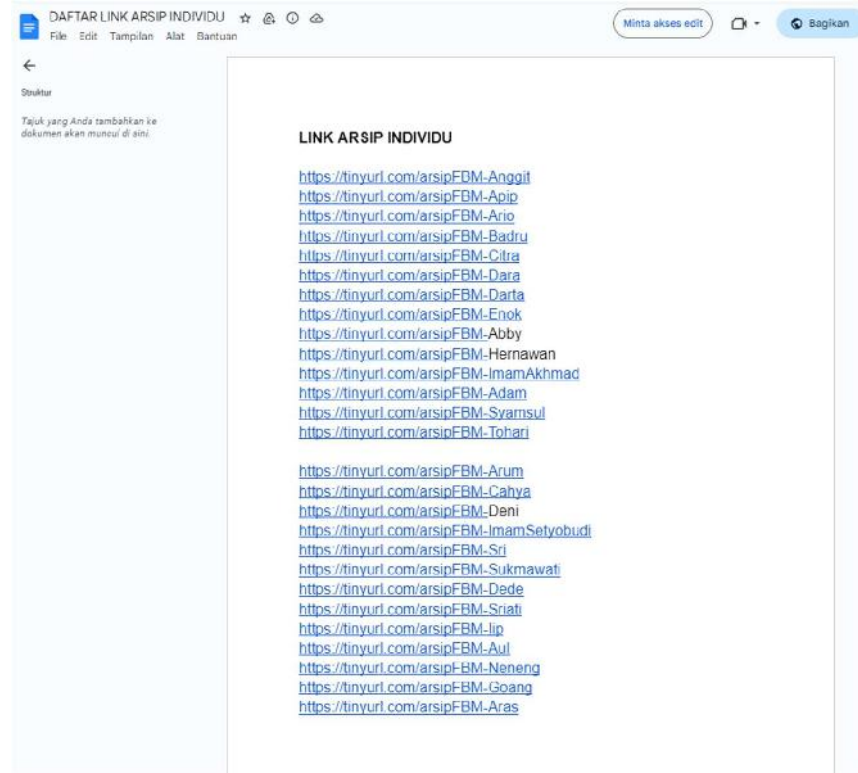 DAFTAR LINK ARSIP INDIVIDU
Minta akses edit
Bagikan
File Edit Tampilan Alat Bantuan
Struktur
Tajuk yang Anda tambahkan ke
dokumen akan muncul di sini.
LINK ARSIP INDIVIDU
https://tinyurl.com/arsipFBM-Anggit
https://tinyurl.com/arsipFBM-Apip
https://tinyurl.com/arsipFBM-Ario
https://tinyurl.com/arsipFBM-Badru
https://tinyurl.com/arsipFBM-Citra
https://tinyurl.com/arsipFBM-Dara
https://tinyurl.com/arsipFBM-Darta
https://tinyurl.com/arsipFBM-Enok
https://tinyurl.com/arsipFBM-Abby
https://tinyurl.com/arsipFBM-Hernawan
https://tinyurl.com/arsipFBM-ImamAkhmad
https://tinyurl.com/arsipFBM-Adam
https://tinyurl.com/arsipFBM-Syamsul
https://tinyurl.com/arsipFBM-Tohari
https://tinyurl.com/arsipFBM-Arum
https://tinyurl.com/arsipFBM-Cahya
https://tinyurl.com/arsipFBM-Deni
https://tinyurl.com/arsipFBM-ImamSetyobudi
https://tinyurl.com/arsipFBM-Sri
https://tinyurl.com/arsipFBM-Sukmawati
https://tinyurl.com/arsipFBM-Dede
https://tinyurl.com/arsipFBM-Sriati
https://tinyurl.com/arsipFBM-Iip
https://tinyurl.com/arsipFBM-Aul
https://tinyurl.com/arsipFBM-Neneng
https://tinyurl.com/arsipFBM-Goang
https://tinyurl.com/arsipFBM-Aras